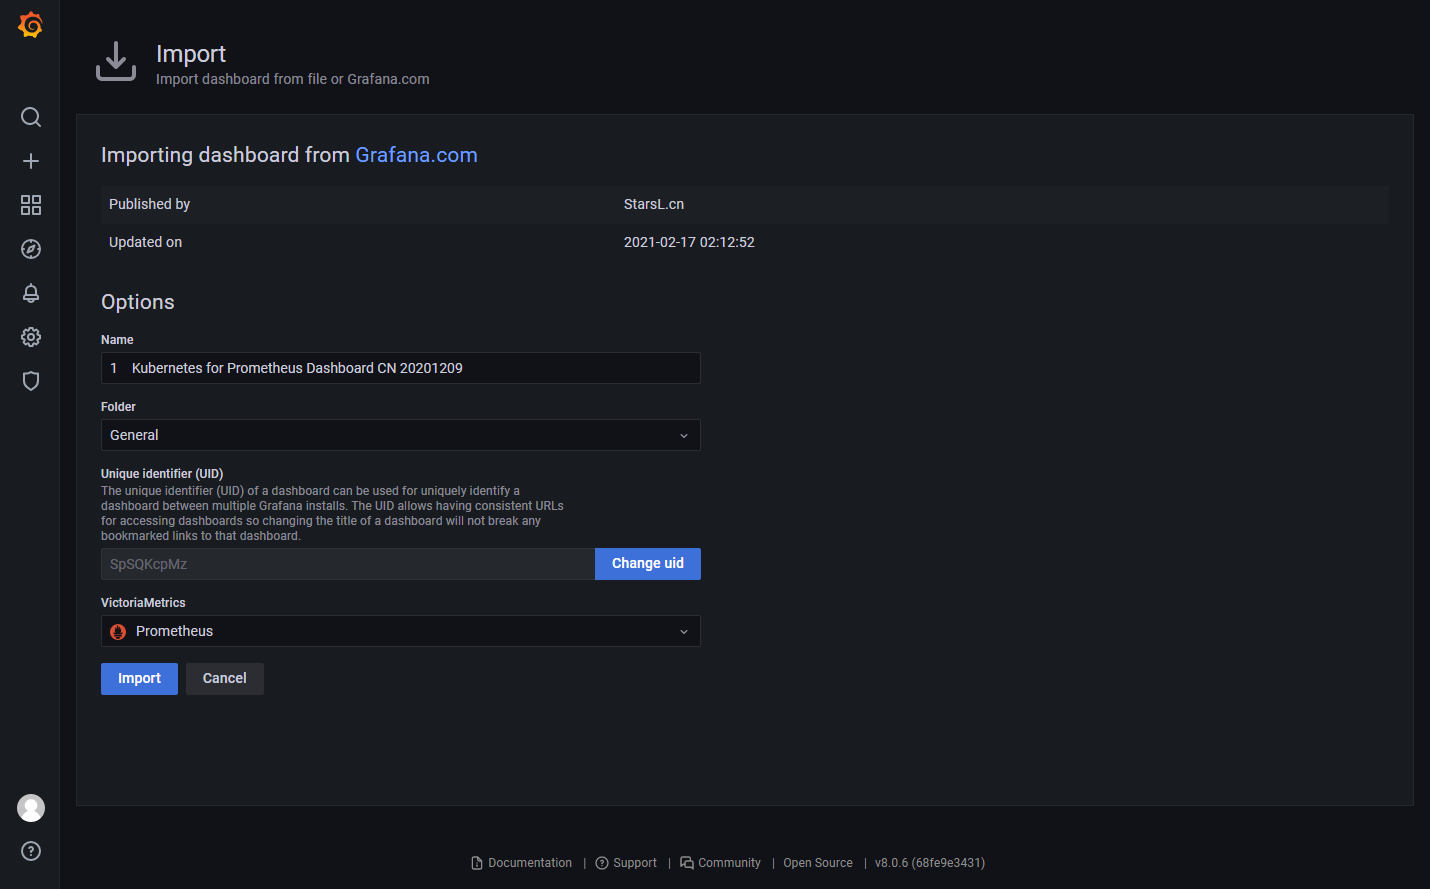 Import
Import dashboard from file or Grafana.com
Importing dashboard from Grafana.com
Published by StarsL.cn
Updated on 2021-02-17 02:12:52
Options
Name
1 Kubernetes for Prometheus Dashboard CN 20201209
Folder
General
Unique identifier (UID)
The unique identifier (UID) of a dashboard can be used for uniquely identify a
dashboard between multiple Grafana installs. The UID allows having consistent URLs
for accessing dashboards so changing the title of a dashboard will not break any
bookmarked links to that dashboard.
SpSQKcpMz Change uid
VictoriaMetrics
Prometheus
Import Cancel
Documentation | Support | Community | Open Source | v8.0.6 (68fe9e3431)